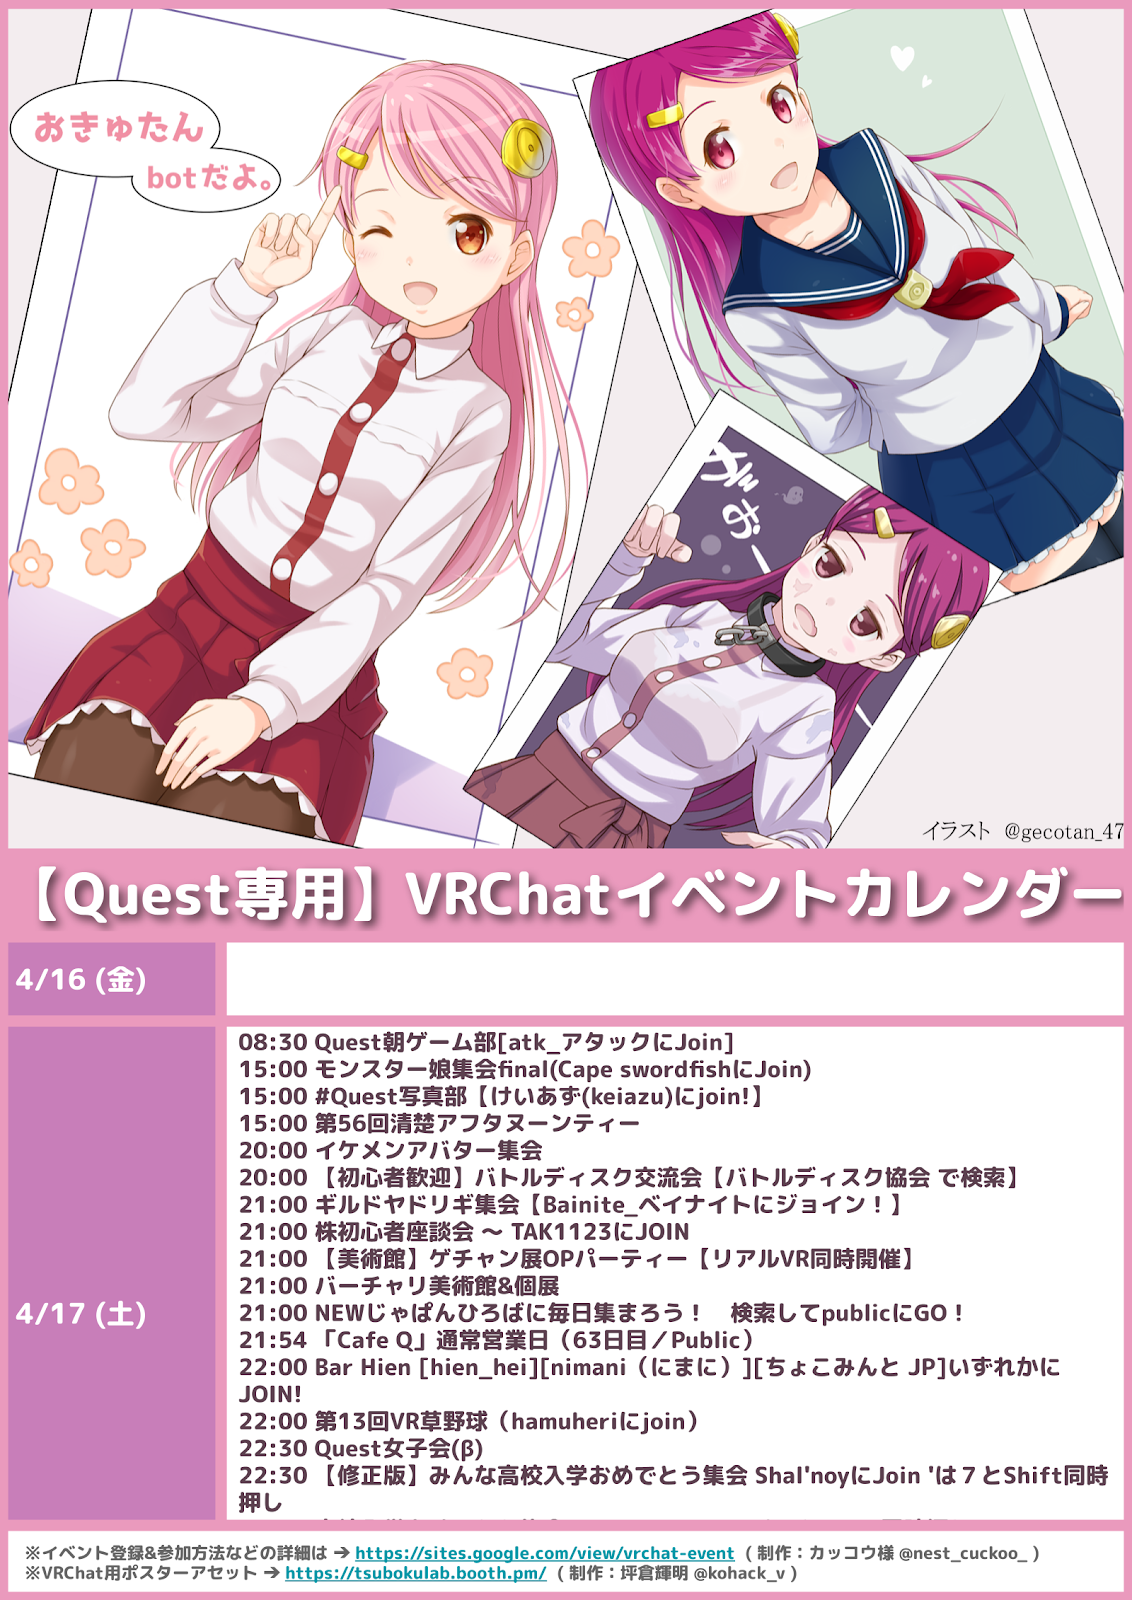 おきゅたん
botだよ。
がおー
イラスト @gecotan_47
【Quest専用】VRChatイベントカレンダー
4/16 (金)
4/17 (土)
08:30 Quest朝ゲーム部[atk_アタックにJoin]
15:00 モンスター娘集会final(Cape swordfishにJoin)
15:00 #Quest写真部【けいあず(keiazu)にjoin!】
15:00 第56回清楚アフタヌーンティー
20:00 イケメンアバター集会
20:00 【初心者歓迎】バトルディスク交流会【バトルディスク協会 で検索】
21:00 ギルドヤドリギ集会【Bainite_ベイナイトにジョイン！】
21:00 株初心者座談会 〜 TAK1123にJOIN
21:00 【美術館】ゲチャン展OPパーティー【リアルVR同時開催】
21:00 バーチャリ美術館&個展
21:00 NEWじゃぱんひろばに毎日集まろう！　検索してpublicにGO！
21:54 「Cafe Q」通常営業日（63日目／Public）
22:00 Bar Hien [hien_hei][nimani（にまに）][ちょこみんと JP]いずれかに
JOIN!
22:00 第13回VR草野球（hamuheriにjoin）
22:30 Quest女子会(β)
22:30 【修正版】みんな高校入学おめでとう集会 Shal'noyにJoin 'は７とShift同時
押し
※イベント登録&参加方法などの詳細は ➔ https://sites.google.com/view/vrchat-event ( 制作：カッコウ様 @nest_cuckoo_ )
※VRChat用ポスターアセット ➔ https://tsubokulab.booth.pm/ ( 制作：坪倉輝明 @kohack_v )